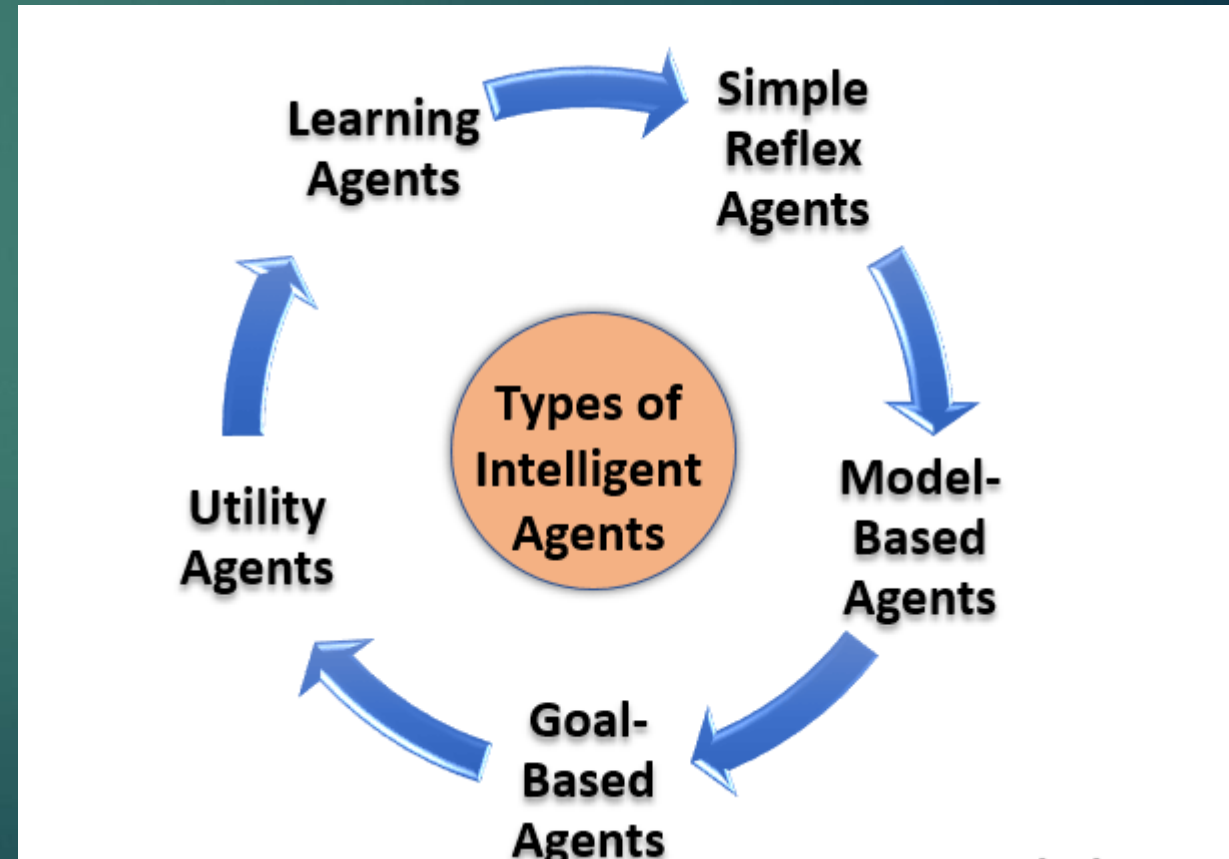 Learning
Agents
Simple
Reflex
Agents
Types of
Intelligent
Agents
Model-
Based
Agents
Utility
Agents
Goal-
Based
Agents